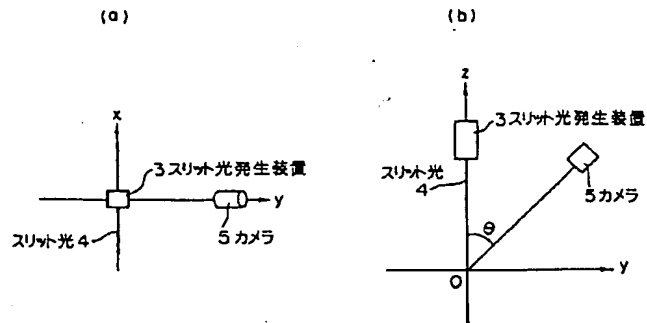 (a)
x
3スリット光発生装置
y
スリット光4
5カメラ
(b)
z
3スリット光発生装置
スリット光
4
5カメラ
θ
O
y